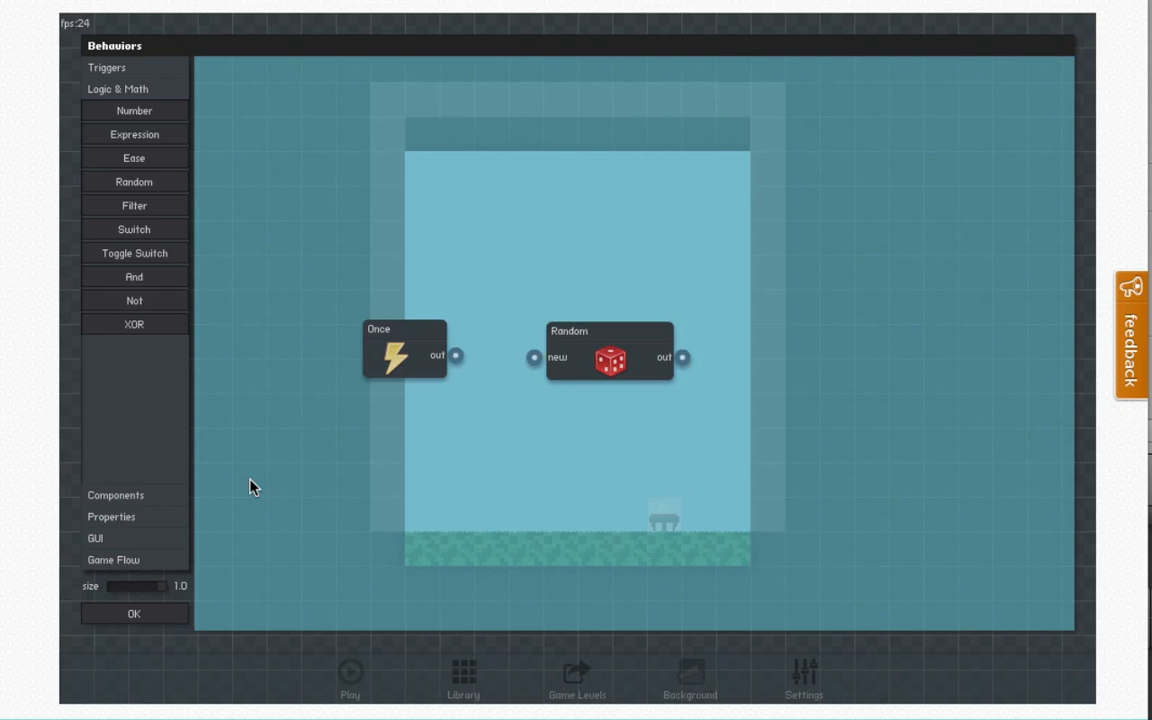 fps:24
Behaviors
Triggers
Logic & Math
Number
Expression
Ease
Random
Filter
Switch
Toggle Switch
And
Not
XOR
Components
Properties
GUI
Game Flow
size 1.0
OK
Once
out
Random
new out
Play Library Game Levels Background Settings
feedback